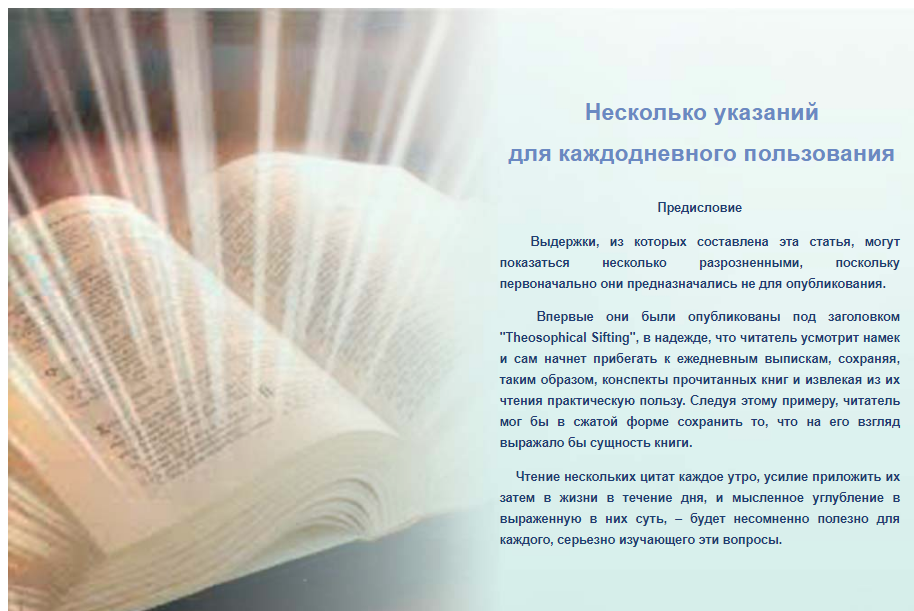 Несколько указаний
для каждодневного пользования
Предисловие
Выдержки, из которых составлена эта статья, могут
показаться несколько разрозненными, поскольку
первоначально они предназначались не для опубликования.
Впервые они были опубликованы под заголовком
"Theosophical Sifting", в надежде, что читатель усмотрит намек
и сам начнет прибегать к ежедневным выпискам, сохраняя,
таким образом, конспекты прочитанных книг и извлекая из их
чтения практическую пользу. Следуя этому примеру, читатель
мог бы в сжатой форме сохранить то, что на его взгляд
выражало бы сущность книги.
Чтение нескольких цитат каждое утро, усилие приложить их
затем в жизни в течение дня, и мысленное углубление в
выраженную в них суть, – будет несомненно полезно для
каждого, серьезно изучающего эти вопросы.